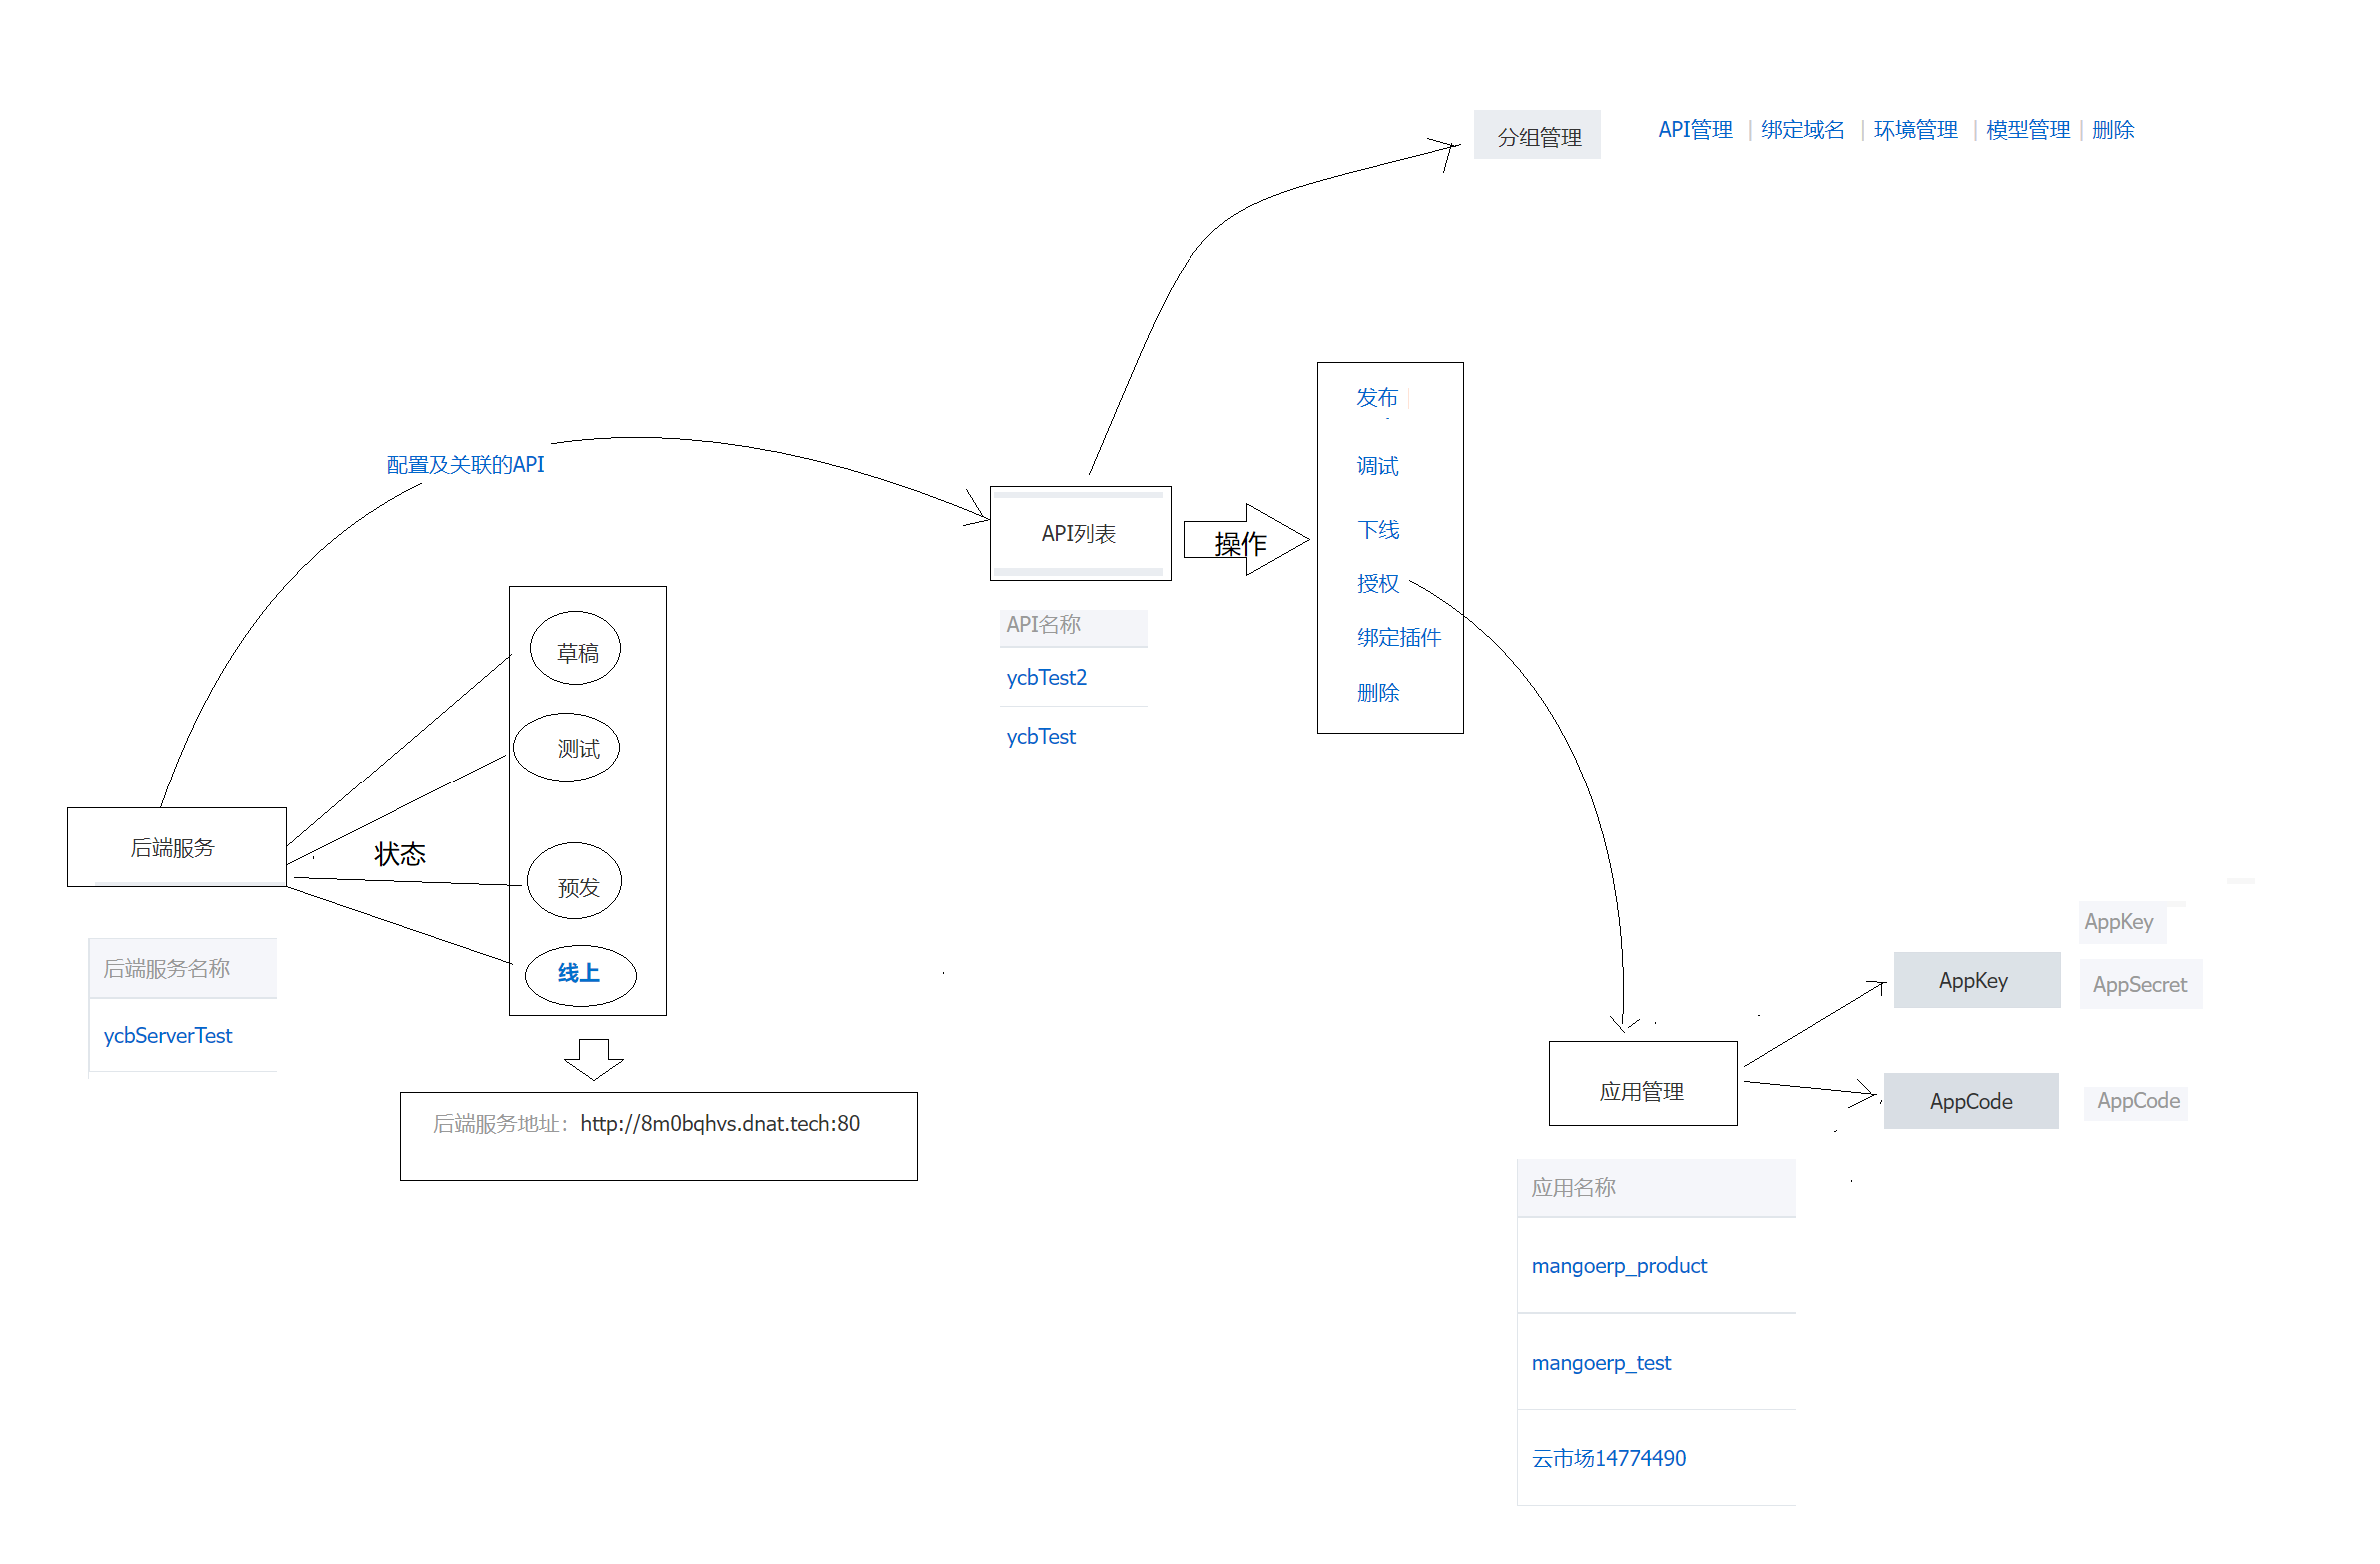 分组管理
API管理 | 绑定域名 | 环境管理 | 模型管理 | 删除
配置及关联的API
API列表
操作
发布
调试
下线
授权
绑定插件
删除
API名称
ycbTest2
ycbTest
草稿
测试
预发
线上
后端服务
状态
后端服务名称
ycbServerTest
后端服务地址：http://8m0bqhvs.dnat.tech:80
应用管理
AppKey
AppKey
AppSecret
AppCode
AppCode
应用名称
mangoerp_product
mangoerp_test
云市场14774490